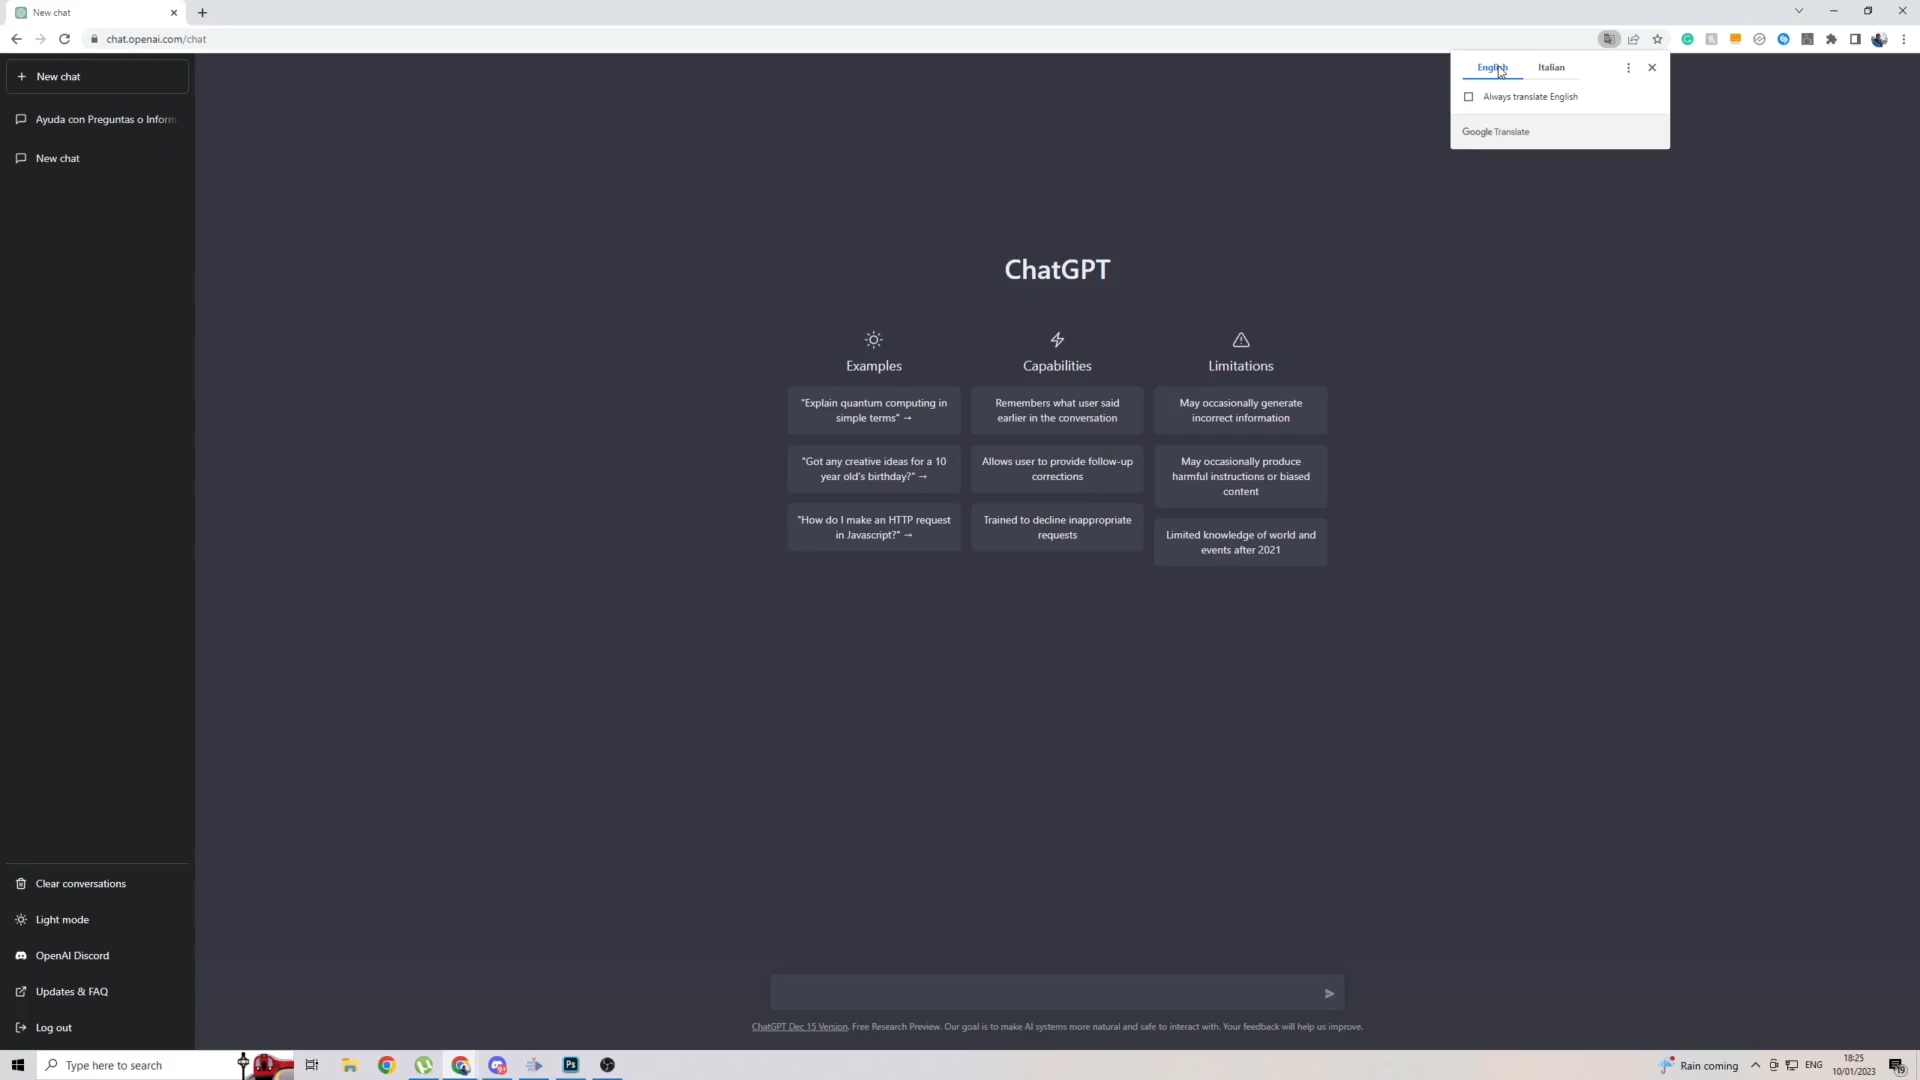 New chat
chat.openai.com/chat
English
Italian
Always translate English
Google Translate
New chat
Ayuda con Preguntas o Inform
New chat
ChatGPT
Examples
"Explain quantum computing in
simple terms" →
"Got any creative ideas for a 10
year old's birthday?" →
"How do I make an HTTP request
in Javascript?" →
Capabilities
Remembers what user said
earlier in the conversation
Allows user to provide follow-up
corrections
Trained to decline inappropriate
requests
Limitations
May occasionally generate
incorrect information
May occasionally produce
harmful instructions or biased
content
Limited knowledge of world and
events after 2021
Clear conversations
Light mode
OpenAI Discord
Updates & FAQ
Log out
ChatGPT Dec 15 Version. Free Research Preview. Our goal is to make AI systems more natural and safe to interact with. Your feedback will help us improve.
Type here to search
Ps
Rain coming
ENG
18:25
10/01/2023